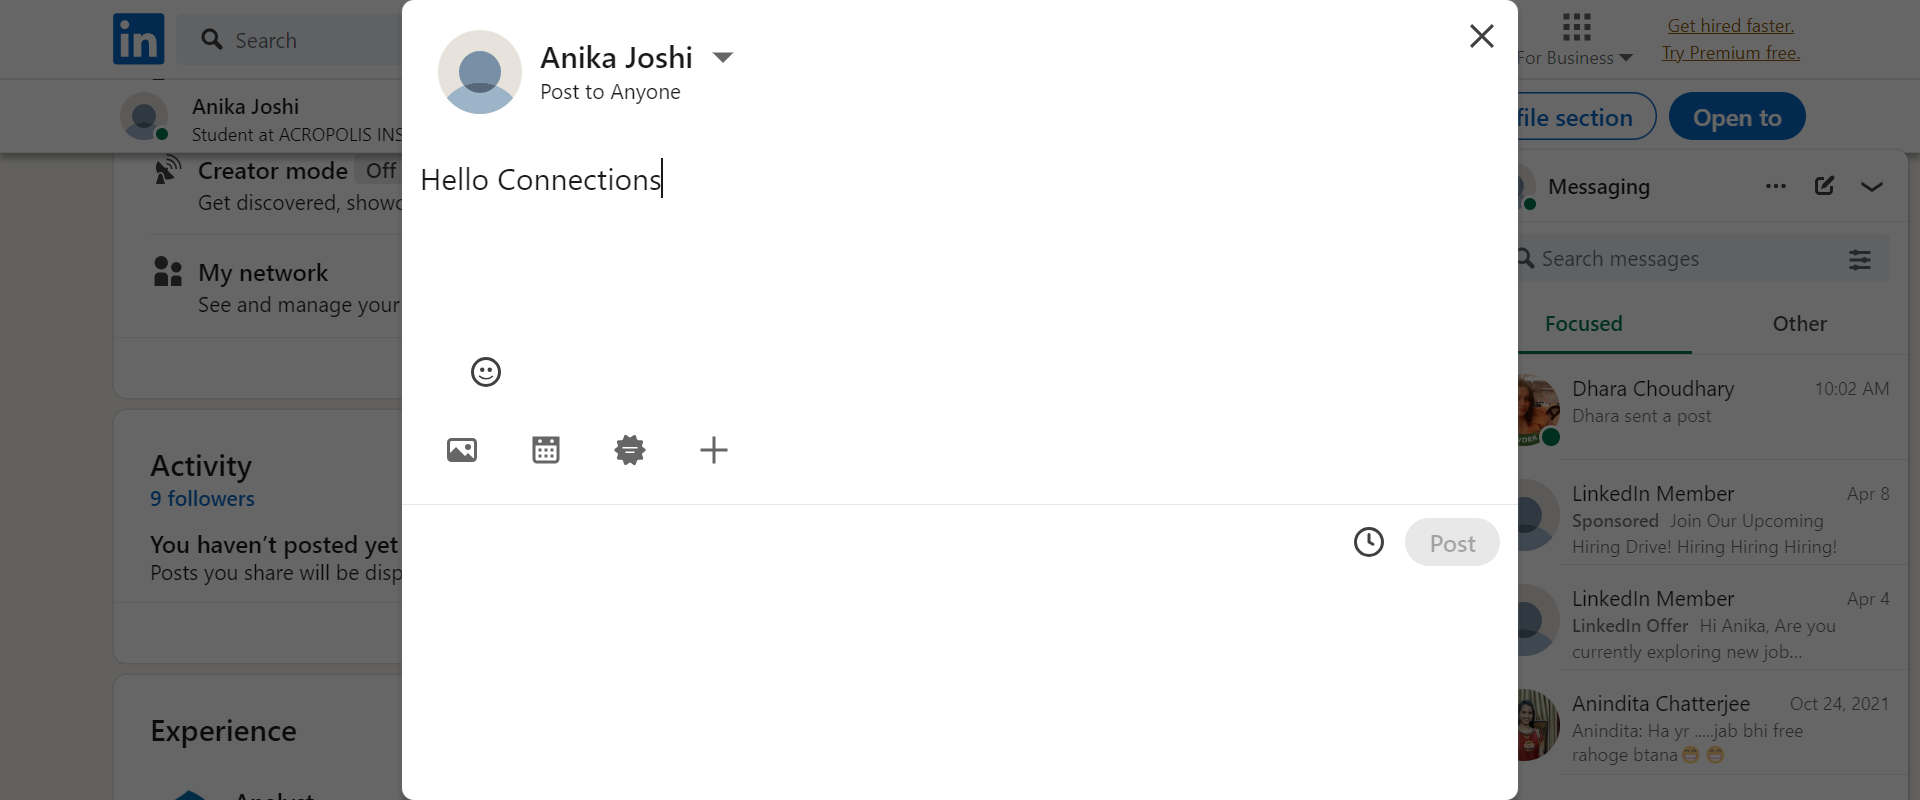 in
Search
For Business
Get hired faster.
Try Premium free.
Anika Joshi
Student at ACROPOLIS INS
file section
Open to
Creator mode Off
Get discovered, show
My network
See and manage your
Activity
9 followers
You haven’t posted yet
Posts you share will be disp
Experience
Analyst
Anika Joshi
Post to Anyone
Hello Connections
Post
Messaging
Search messages
Focused
Other
Dhara Choudhary 10:02 AM
Dhara sent a post
LinkedIn Member Apr 8
Sponsored Join Our Upcoming
Hiring Drive! Hiring Hiring Hiring!
LinkedIn Member Apr 4
LinkedIn Offer Hi Anika, Are you
currently exploring new job...
Anindita Chatterjee Oct 24, 2021
Anindita: Ha yr .....jab bhi free
rahoge btana😁 😁